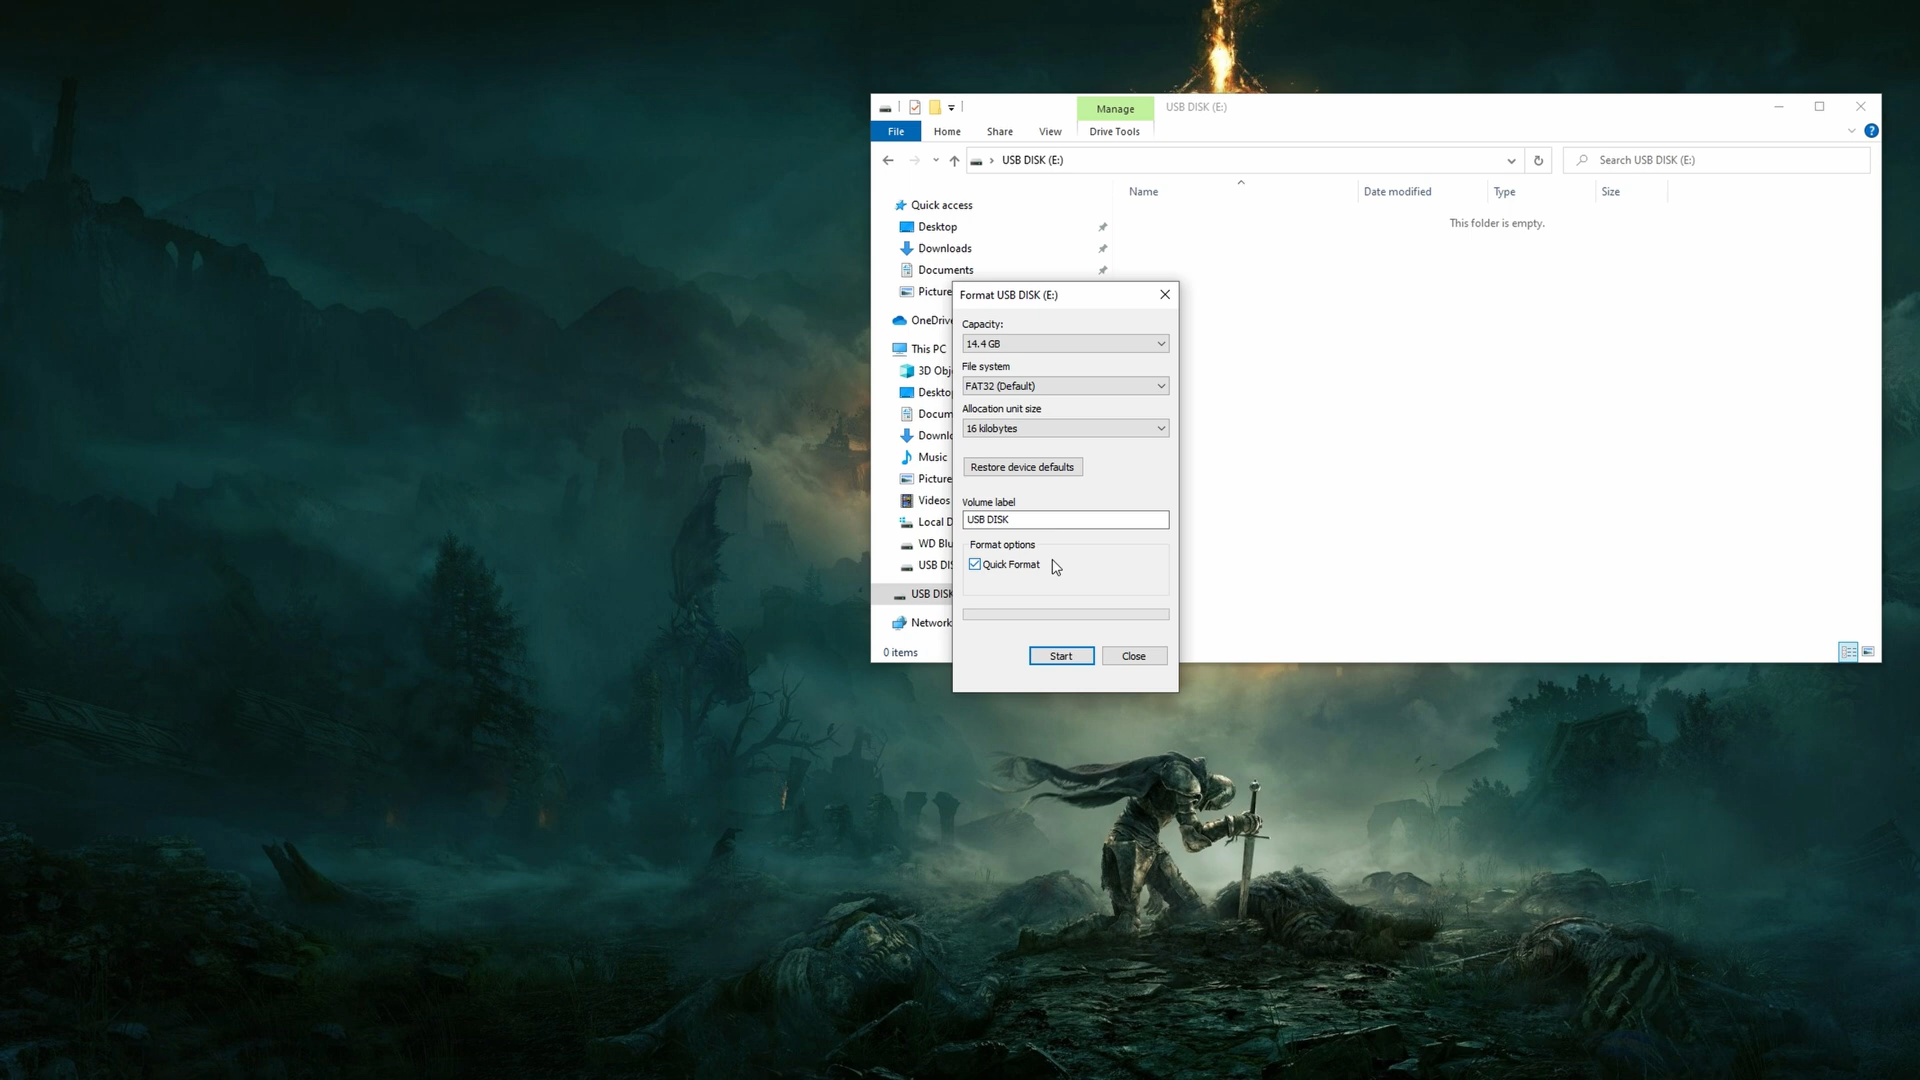 Manage
USB DISK (E:)
File
Home
Share
View
Drive Tools
USB DISK (E:)
Search USB DISK (E:)
Name
Date modified
Type
Size
This folder is empty.
Quick access
Desktop
Downloads
Documents
Picture
OneDriv
This PC
3D Obj
Deskto
Docum
Downlo
Music
Picture
Videos
Local D
WD Blu
USB DIS
USB DISK
Network
0 items
Format USB DISK (E:)
Capacity:
14.4 GB
File system
FAT32 (Default)
Allocation unit size
16 kilobytes
Restore device defaults
Volume label
USB DISK
Format options
Quick Format
Start
Close